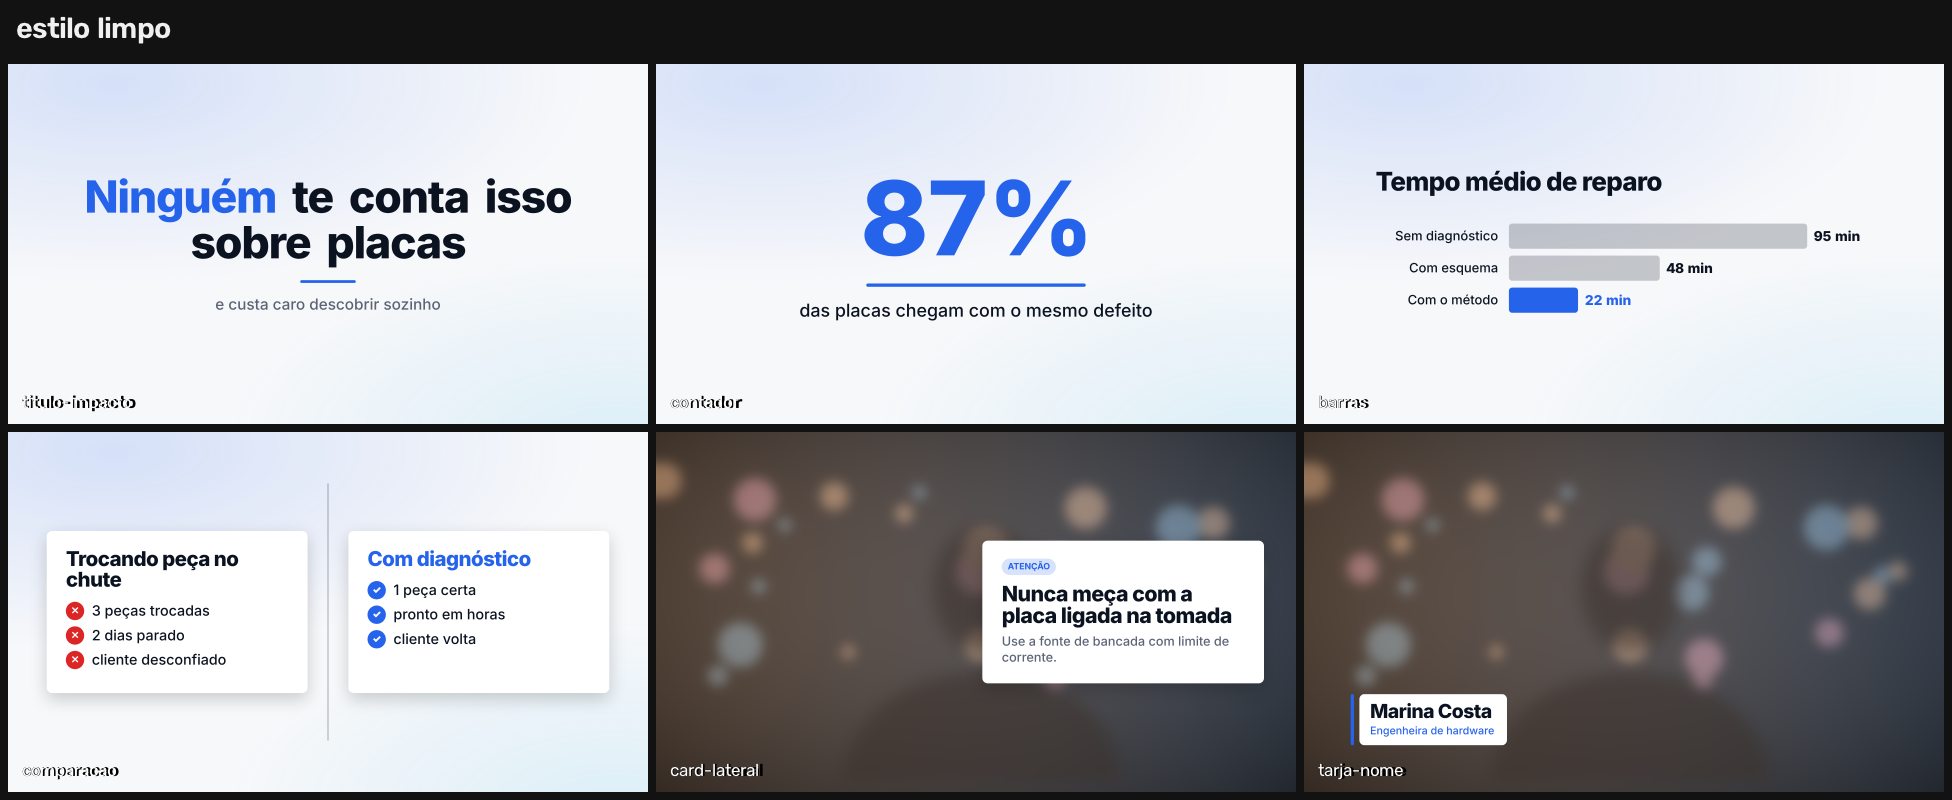 estilo limpo
Ninguém te conta isso
sobre placas
e custa caro descobrir sozinho
titulo-impacto
87%
das placas chegam com o mesmo defeito
contador
Tempo médio de reparo
Sem diagnóstico 95 min
Com esquema 48 min
Com o método 22 min
barras
Trocando peça no
chute
3 peças trocadas
2 dias parado
cliente desconfiado
Com diagnóstico
1 peça certa
pronto em horas
cliente volta
comparacao
ATENÇÃO
Nunca meça com a
placa ligada na tomada
Use a fonte de bancada com limite de
corrente.
card-lateral
Marina Costa
Engenheira de hardware
tarja-nome